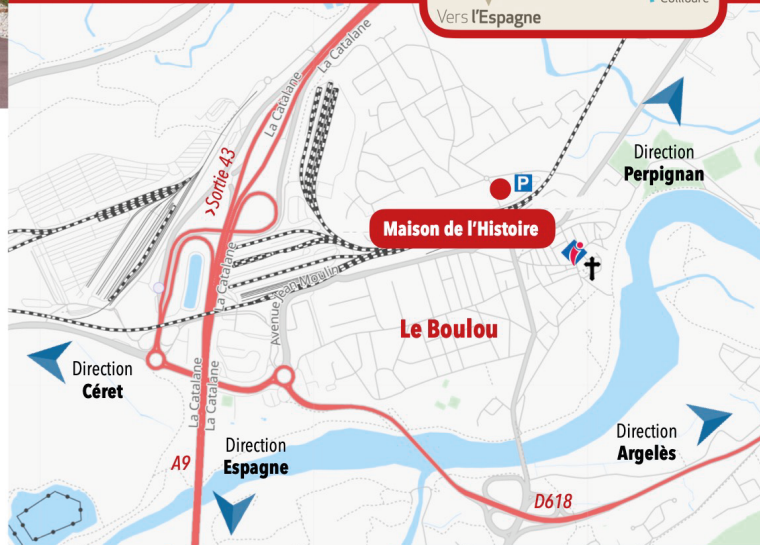 Vers l'Espagne
Collioure
La Catalane
La Catalane
>Sortie 43
P
Direction
Perpignan
Maison de l'Histoire
La Catalane
Avenue Jean Moulin
Le Boulou
Direction
Céret
La Catalane
La Catalane
Direction
Espagne
A9
Direction
Argelès
D618